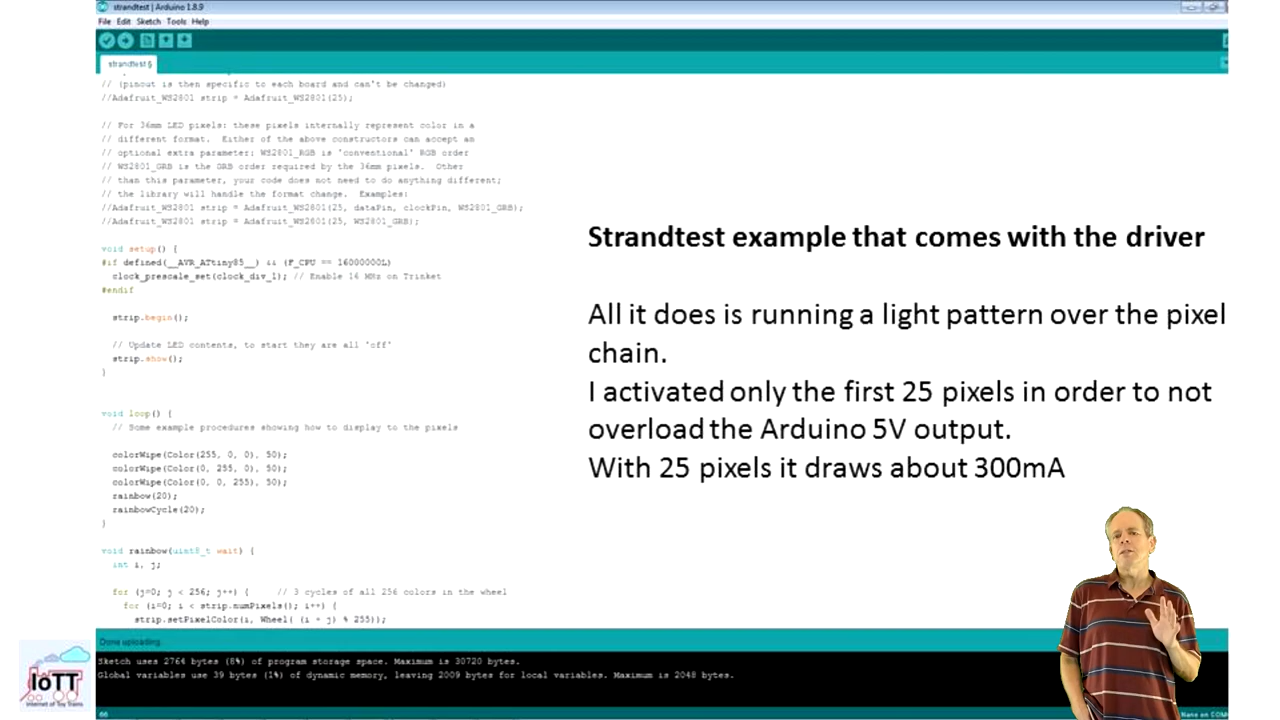 strandtest | Arduino 1.8.9
File Edit Sketch Tools Help
strandtest §
// (pinout is then specific to each board and can't be changed)
//Adafruit_WS2801 strip = Adafruit_WS2801(25);
// For 36mm LED pixels: these pixels internally represent color in a
// different format.  Either of the above constructors can accept an
// optional extra parameter: WS2801_RGB is 'conventional' RGB order
// WS2801_GRB is the GRB order required by the 36mm pixels.  Other
// than this parameter, your code does not need to do anything different;
// the library will handle the format change.  Examples:
//Adafruit_WS2801 strip = Adafruit_WS2801(25, dataPin, clockPin, WS2801_GRB);
//Adafruit_WS2801 strip = Adafruit_WS2801(25, WS2801_GRB);
void setup() {
#if defined(__AVR_ATtiny85__) && (F_CPU == 16000000L)
clock_prescale_set(clock_div_1); // Enable 16 MHz on Trinket
#endif
strip.begin();
// Update LED contents, to start they are all 'off'
strip.show();
}
void loop() {
// Some example procedures showing how to display to the pixels
colorWipe(Color(255, 0, 0), 50);
colorWipe(Color(0, 255, 0), 50);
colorWipe(Color(0, 0, 255), 50);
rainbow(20);
rainbowCycle(20);
}
void rainbow(uint8_t wait) {
int i, j;
for (j=0; j < 256; j++) {     // 3 cycles of all 256 colors in the wheel
for (i=0; i < strip.numPixels(); i++) {
strip.setPixelColor(i, Wheel( (i + j) % 255));
Strandtest example that comes with the driver
All it does is running a light pattern over the pixel
chain.
I activated only the first 25 pixels in order to not
overload the Arduino 5V output.
With 25 pixels it draws about 300mA
Done uploading.
Sketch uses 2764 bytes (8%) of program storage space. Maximum is 30720 bytes.
Global variables use 39 bytes (1%) of dynamic memory, leaving 2009 bytes for local variables. Maximum is 2048 bytes.
66
Nano on COM
IoTT
Internet of Toy Trains